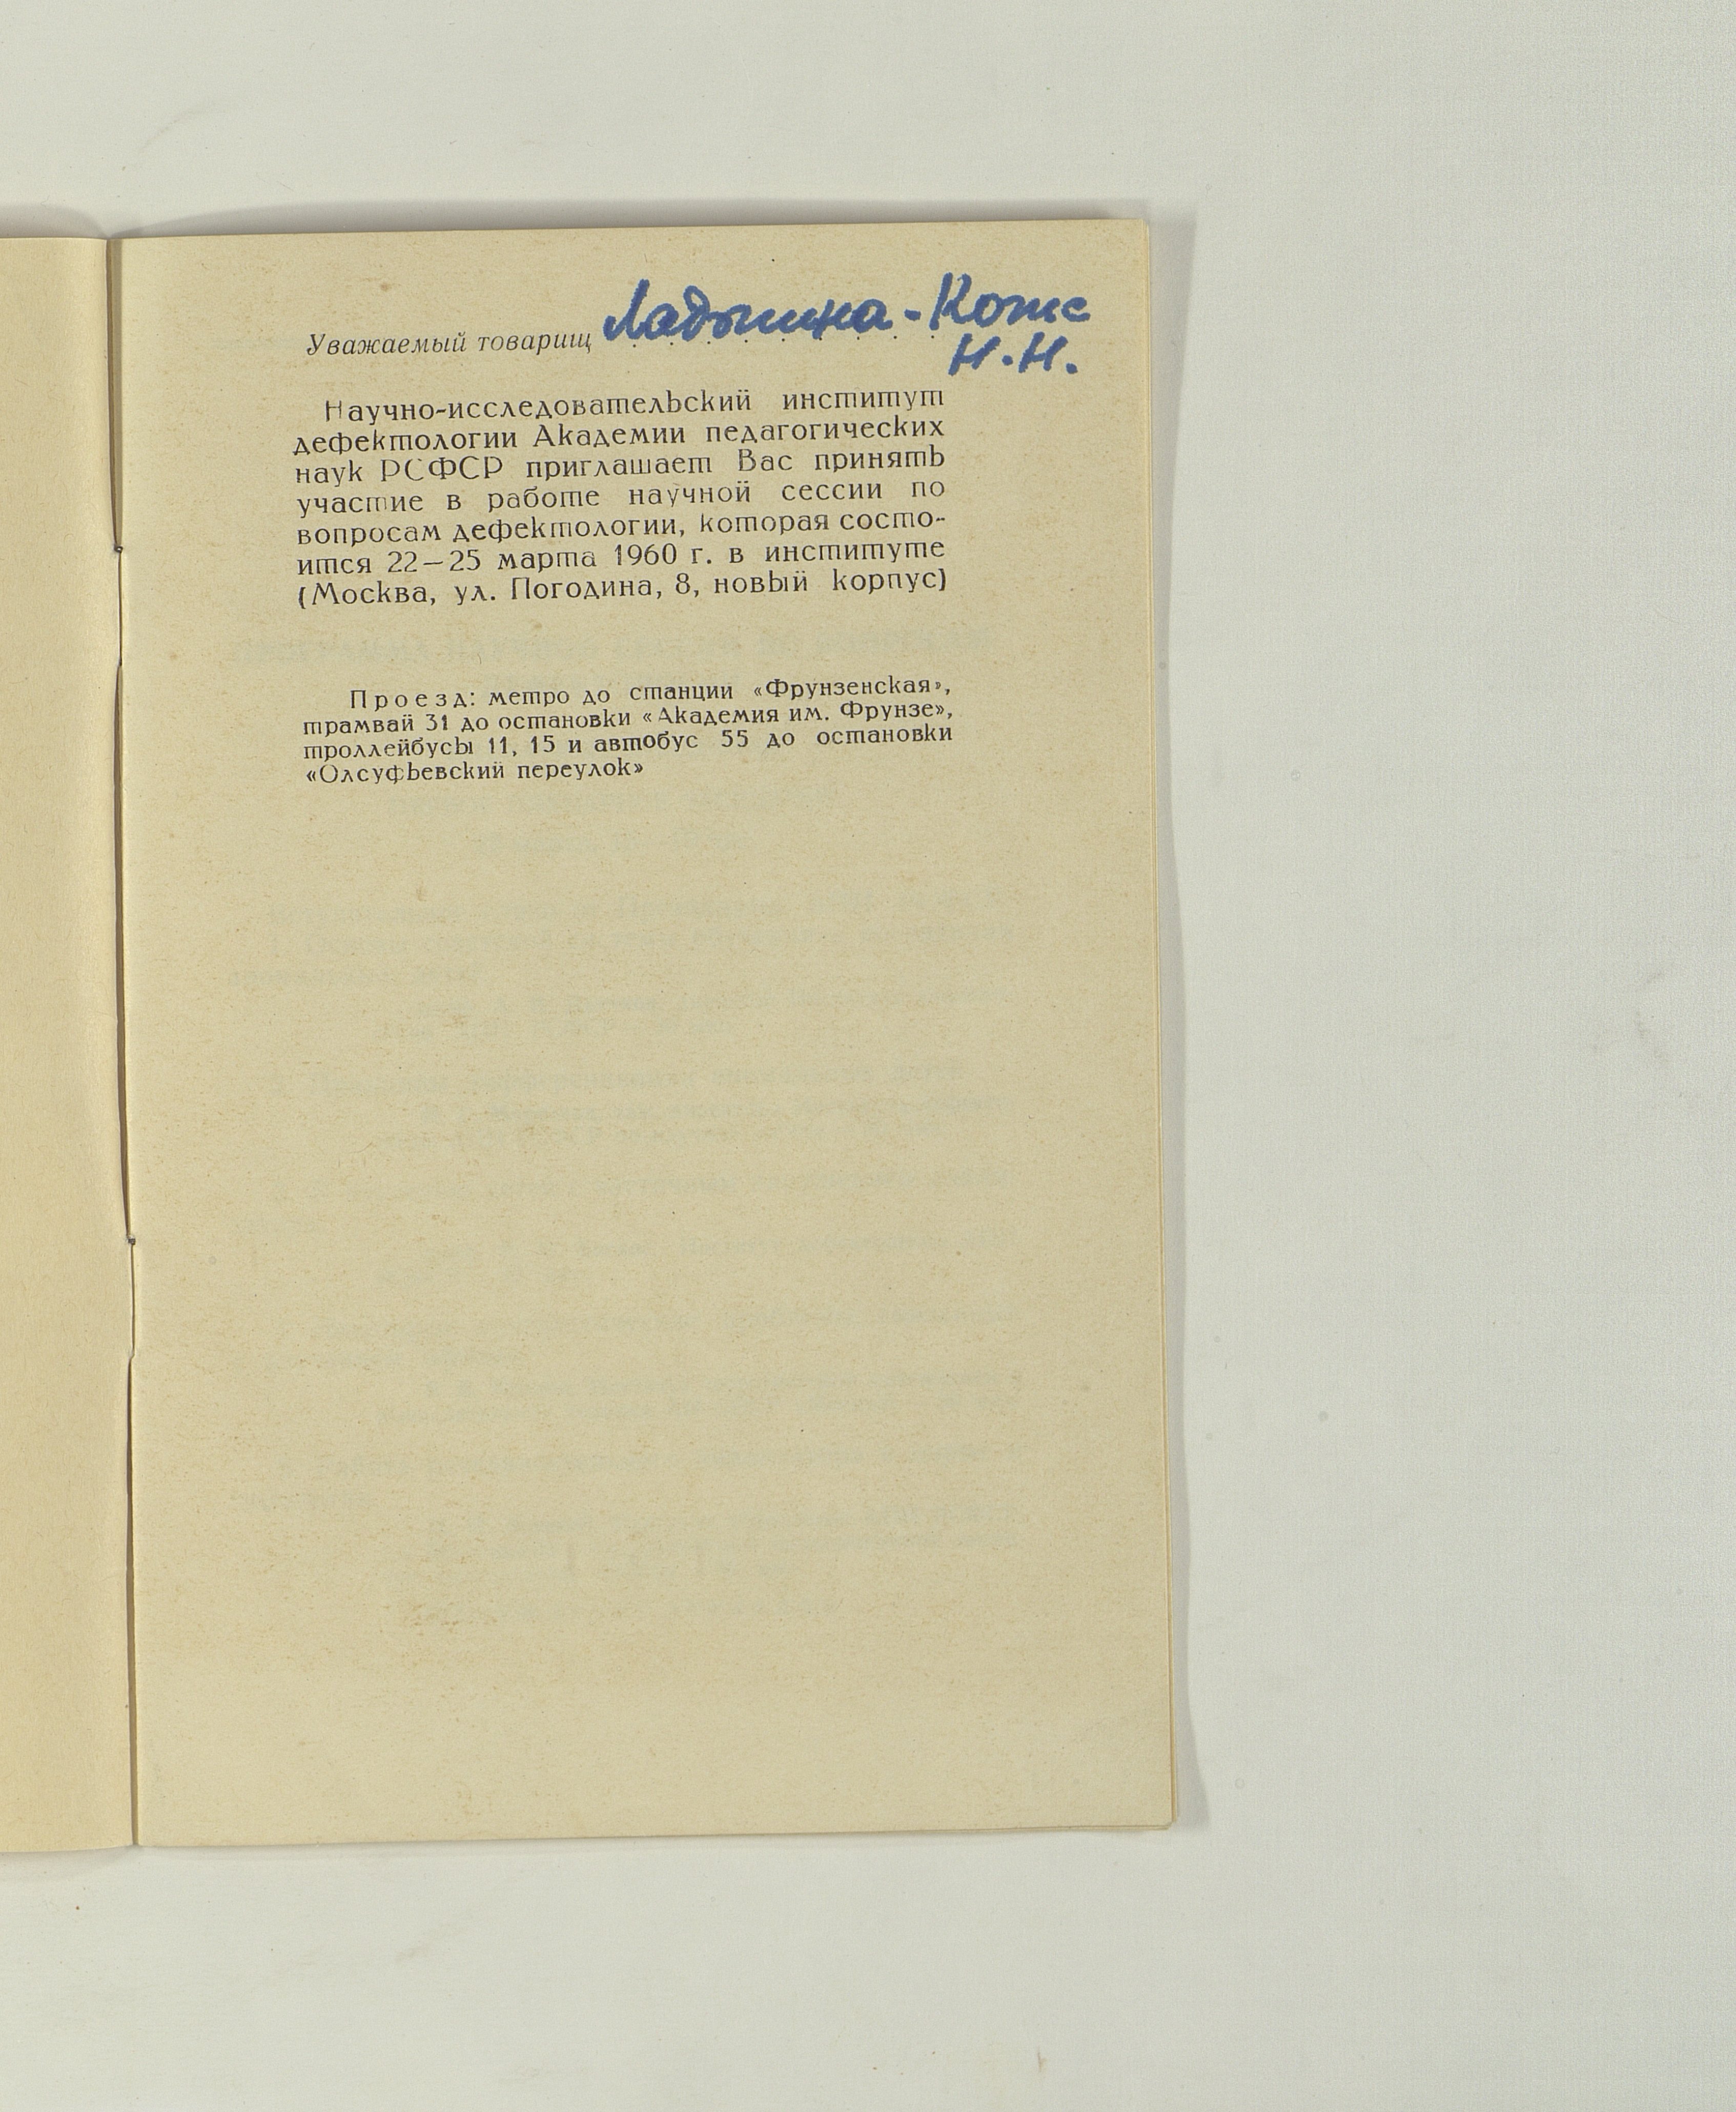 Уважаемый товарищ Ладыгина-Котс
Н.Н.
Научно-исследовательский институт
дефектологии Академии педагогических
наук РСФСР приглашает Вас принять
участие в работе научной сессии по
вопросам дефектологии, которая состо-
ится 22—25 марта 1960 г. в институте
(Москва, ул. Погодина, 8, новый корпус)
Проезд: метро до станции «Фрунзенская»,
трамвай 31 до остановки «Академия им. Фрунзе»,
троллейбусы 11, 15 и автобус 55 до остановки
«Олсуфьевский переулок»